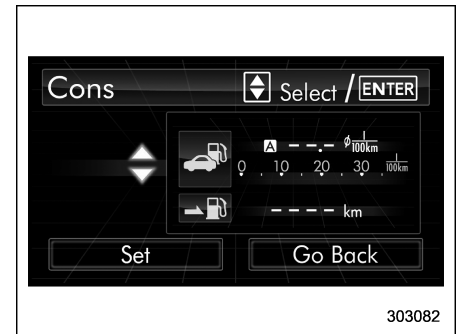 Cons Select / ENTER
A --.- ø l/100km
0 . 10 . 20 . 30 . l/100km
---- km
Set Go Back
303082